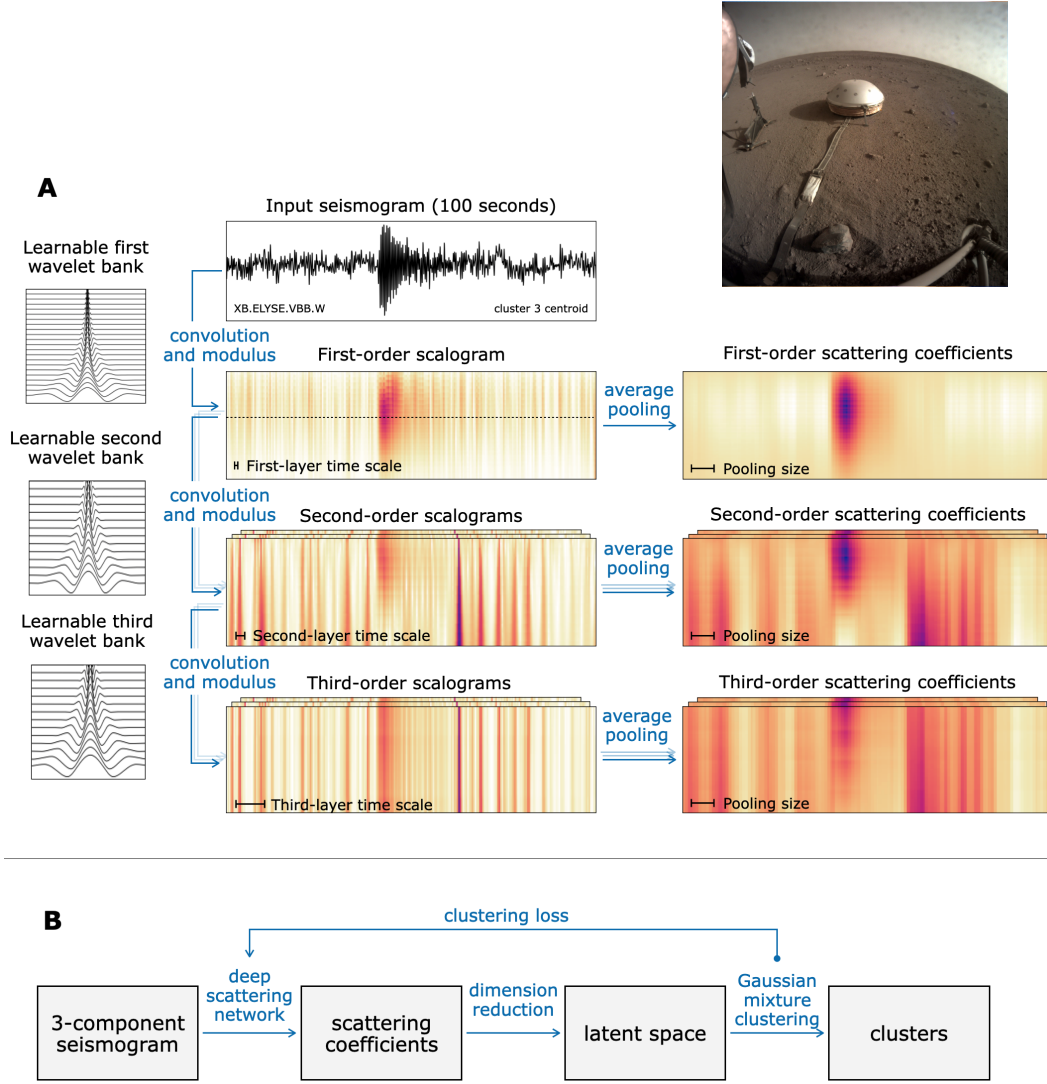 A
Input seismogram (100 seconds)
Learnable first
wavelet bank
XB.ELYSE.VBB.W
cluster 3 centroid
convolution
and modulus
First-order scalogram
First-order scattering coefficients
average
pooling
First-layer time scale
Pooling size
Learnable second
wavelet bank
convolution
and modulus
Second-order scalograms
Second-order scattering coefficients
average
pooling
Second-layer time scale
Pooling size
Learnable third
wavelet bank
convolution
and modulus
Third-order scalograms
Third-order scattering coefficients
average
pooling
Third-layer time scale
Pooling size
B
clustering loss
deep
scattering
network
dimension
reduction
Gaussian
mixture
clustering
3-component
seismogram
scattering
coefficients
latent space
clusters